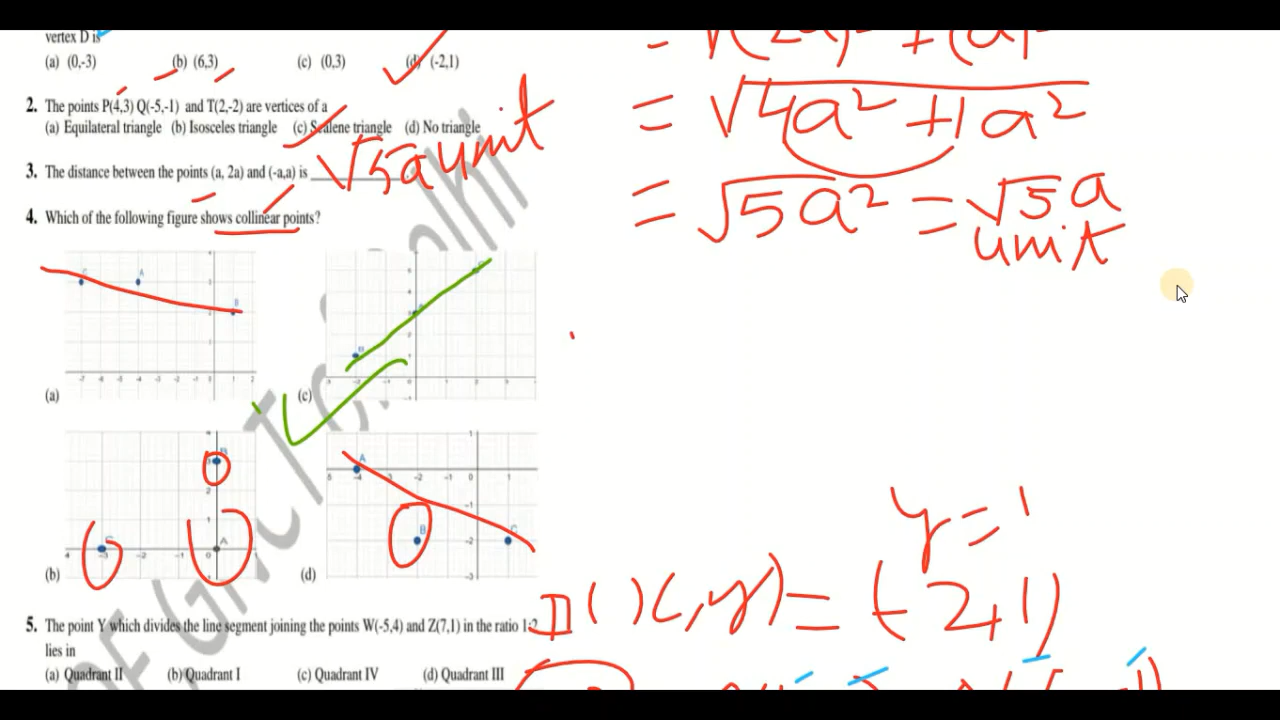 vertex D is
(a) (0,-3) (b) (6,3) (c) (0,3) (d) (-2,1)
2. The points P(4,3) Q(-5,-1) and T(2,-2) are vertices of a
(a) Equilateral triangle (b) Isosceles triangle (c) Scalene triangle (d) No triangle
3. The distance between the points (a, 2a) and (-a,a) is ________
√5a unit
4. Which of the following figure shows collinear points?
(a)
(c)
(b)
(d)
5. The point Y which divides the line segment joining the points W(-5,4) and Z(7,1) in the ratio 1:2
lies in
(a) Quadrant II (b) Quadrant I (c) Quadrant IV (d) Quadrant III
= √4a² + 1a²
= √5a² = √5 a
unit
y = 1
D(x, y) = (-2,1)